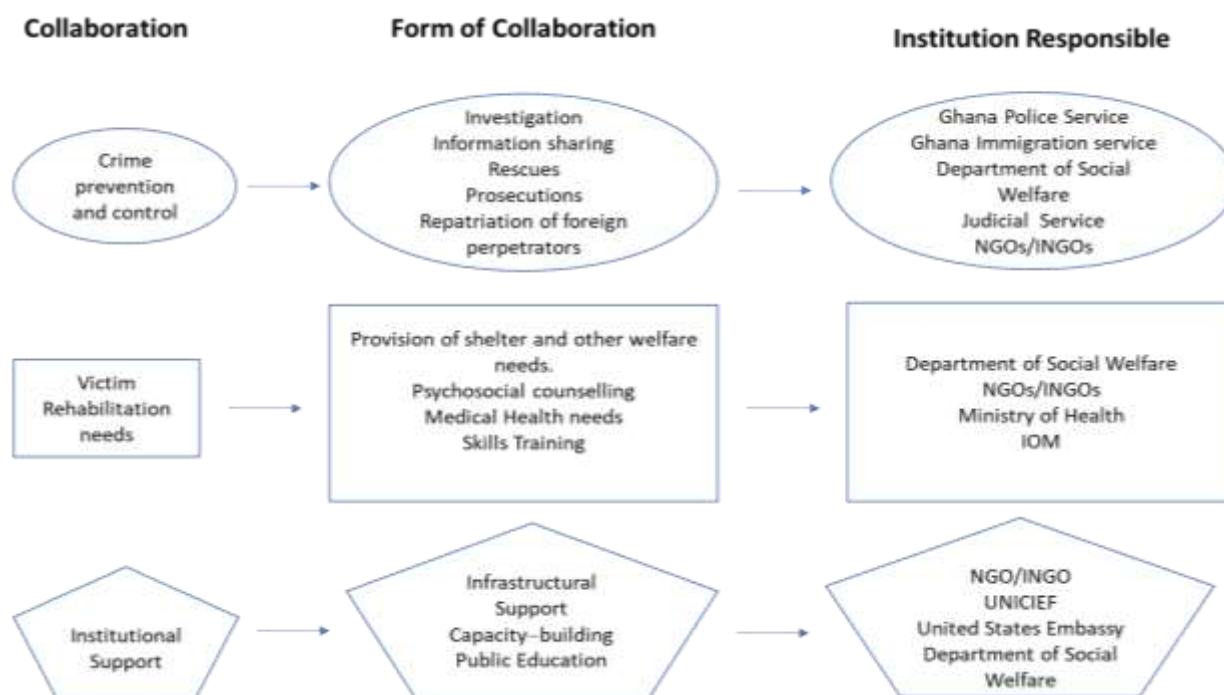 Collaboration
Form of Collaboration
Institution Responsible
Crime
prevention
and control
Investigation
Information sharing
Rescues
Prosecutions
Repatriation of foreign
perpetrators
Ghana Police Service
Ghana Immigration service
Department of Social
Welfare
Judicial Service
NGOs/INGOs
Victim
Rehabilitation
needs
Provision of shelter and other welfare
needs.
Psychosocial counselling
Medical Health needs
Skills Training
Department of Social Welfare
NGOs/INGOs
Ministry of Health
IOM
Institutional
Support
Infrastructural
Support
Capacity–building
Public Education
NGO/INGO
UNICIEF
United States Embassy
Department of Social
Welfare